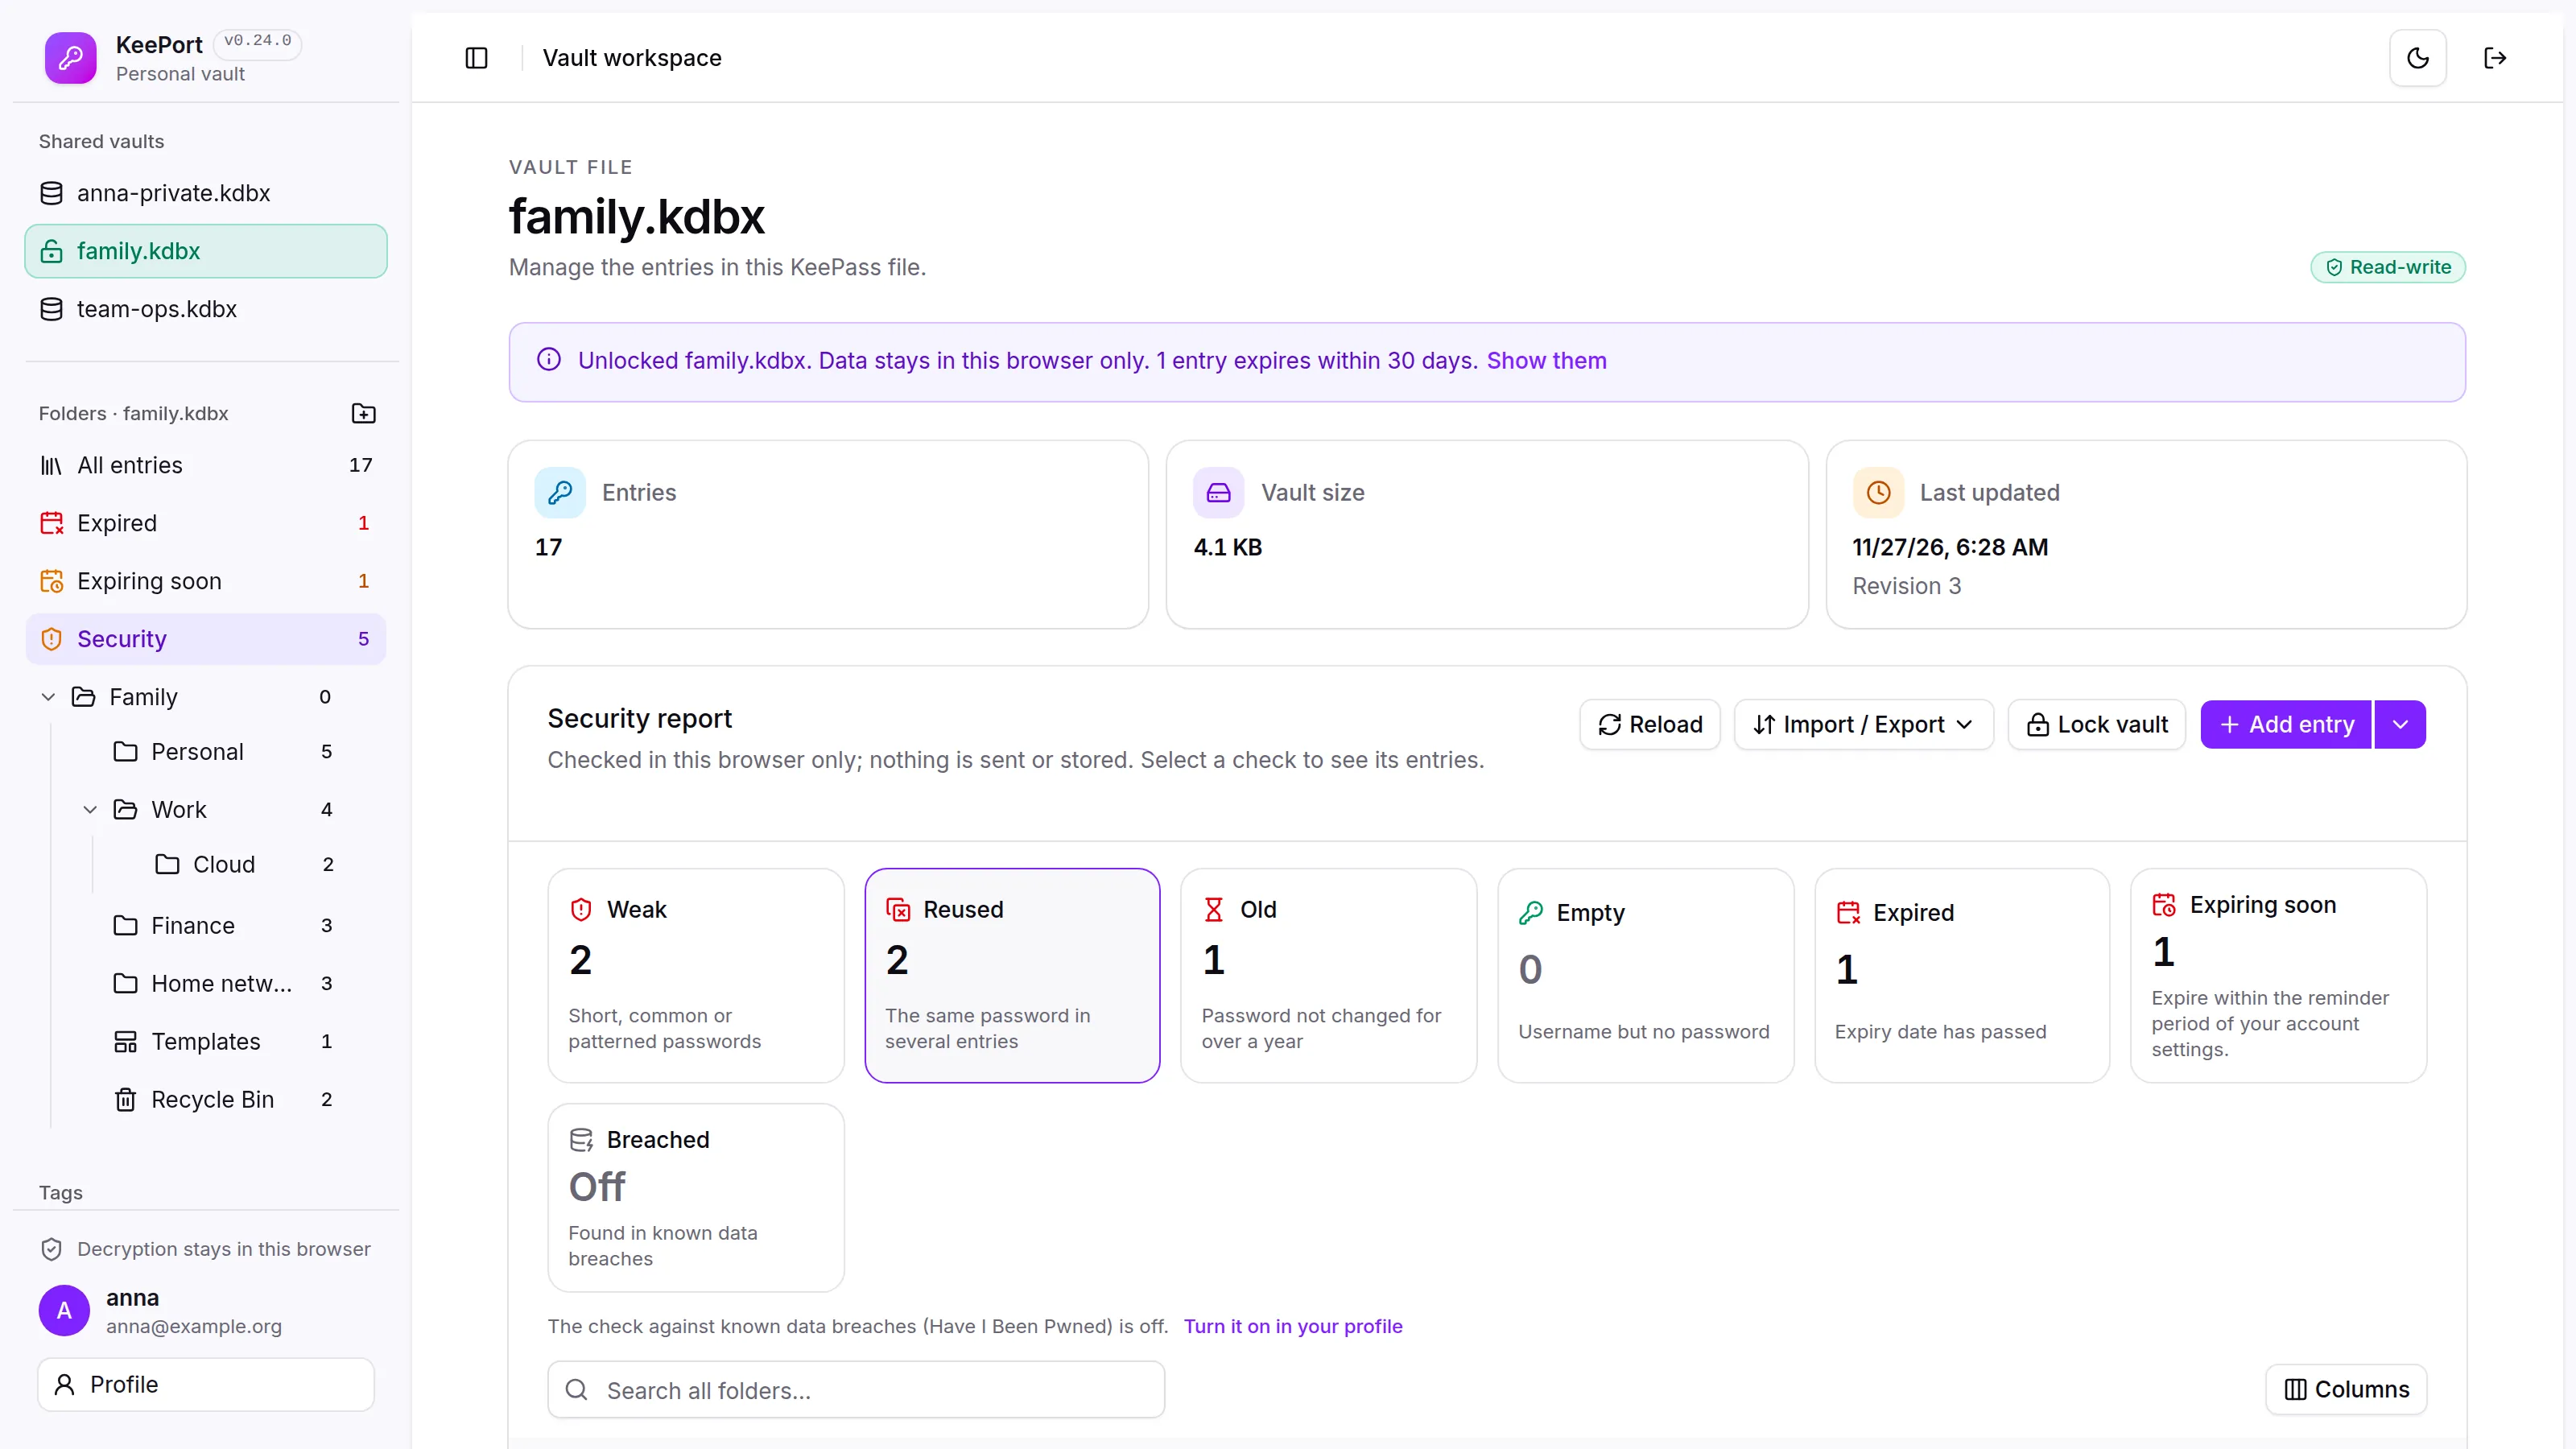 KeePort v0.24.0
Personal vault
Shared vaults
anna-private.kdbx
family.kdbx
team-ops.kdbx
Folders · family.kdbx
All entries 17
Expired 1
Expiring soon 1
Security 5
Family 0
Personal 5
Work 4
Cloud 2
Finance 3
Home netw... 3
Templates 1
Recycle Bin 2
Tags
Decryption stays in this browser
A
anna
anna@example.org
Profile
Vault workspace
VAULT FILE
family.kdbx
Manage the entries in this KeePass file.
Read-write
Unlocked family.kdbx. Data stays in this browser only. 1 entry expires within 30 days. Show them
Entries
17
Vault size
4.1 KB
Last updated
11/27/26, 6:28 AM
Revision 3
Security report
Checked in this browser only; nothing is sent or stored. Select a check to see its entries.
Reload
Import / Export
Lock vault
Add entry
Weak
2
Short, common or
patterned passwords
Reused
2
The same password in
several entries
Old
1
Password not changed for
over a year
Empty
0
Username but no password
Expired
1
Expiry date has passed
Expiring soon
1
Expire within the reminder
period of your account
settings.
Breached
Off
Found in known data
breaches
The check against known data breaches (Have I Been Pwned) is off. Turn it on in your profile
Search all folders...
Columns